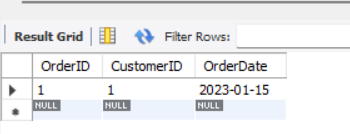 Result Grid Filter Rows:
OrderID CustomerID OrderDate
1 1 2023-01-15
NULL NULL NULL